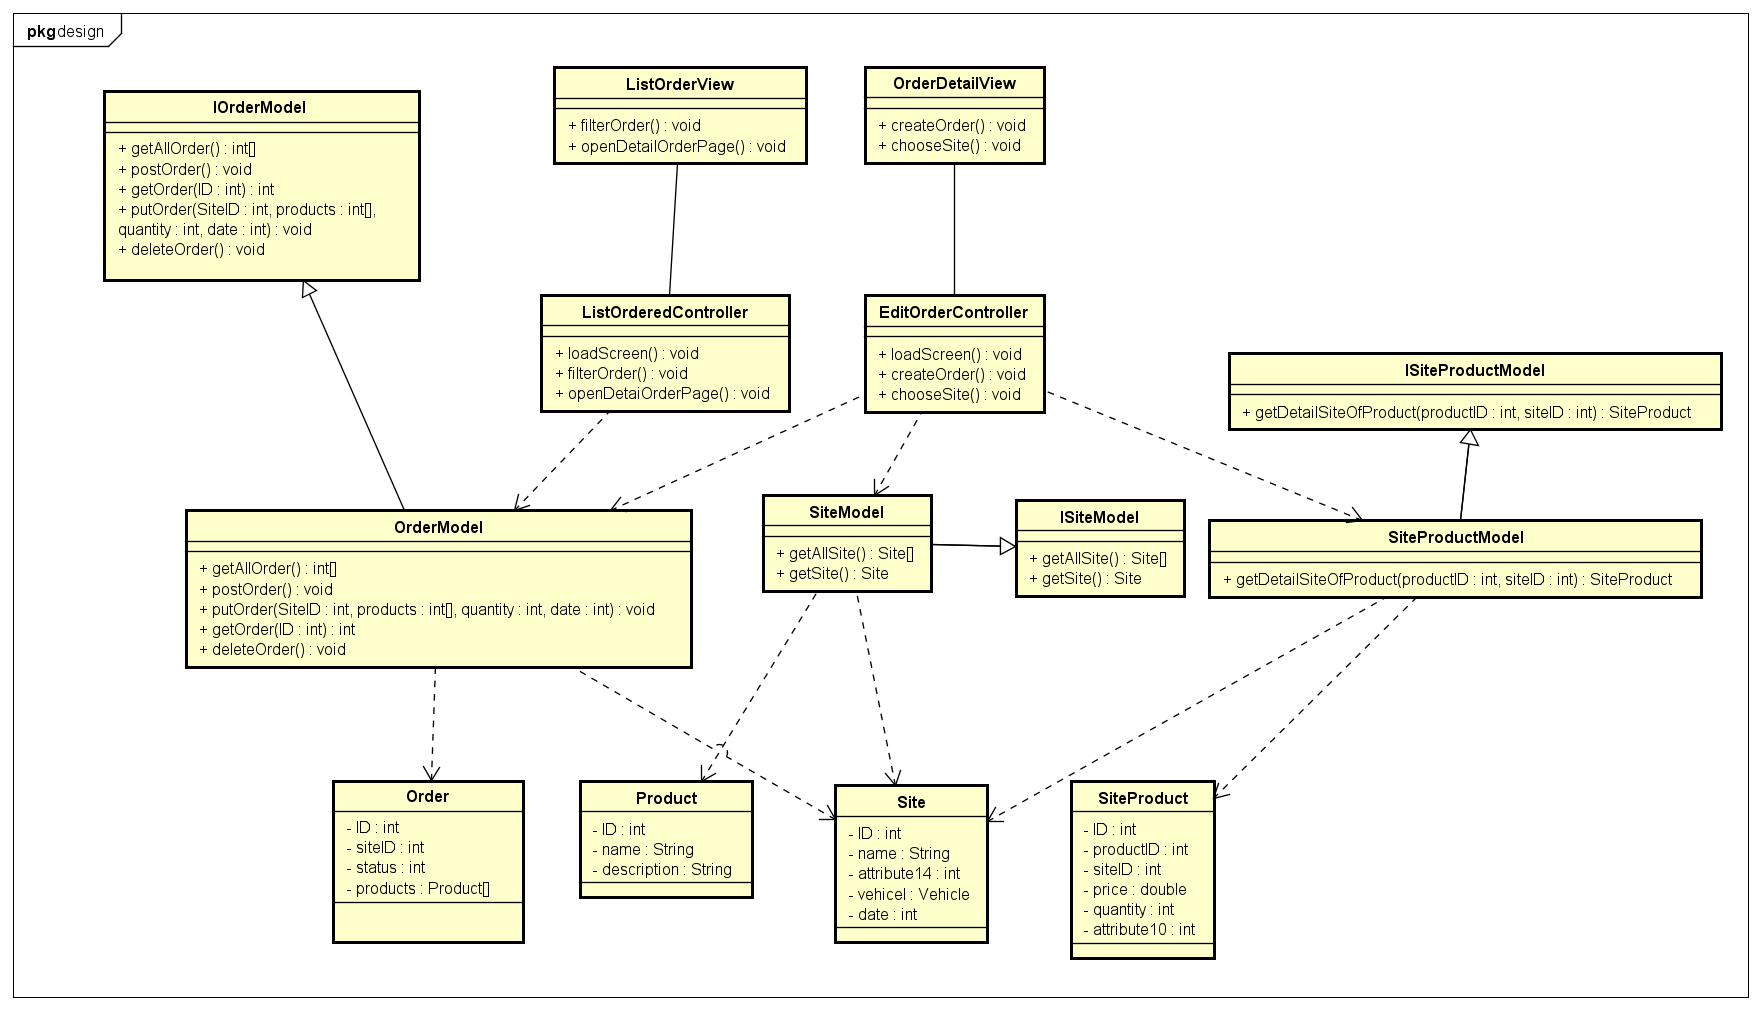 pkg design
IOrderModel
+ getAllOrder() : int[]
+ postOrder() : void
+ getOrder(ID : int) : int
+ putOrder(SiteID : int, products : int[],
quantity : int, date : int) : void
+ deleteOrder() : void
ListOrderView
+ filterOrder() : void
+ openDetailOrderPage() : void
OrderDetailView
+ createOrder() : void
+ chooseSite() : void
ListOrderedController
+ loadScreen() : void
+ filterOrder() : void
+ openDetaiOrderPage() : void
EditOrderController
+ loadScreen() : void
+ createOrder() : void
+ chooseSite() : void
ISiteProductModel
+ getDetailSiteOfProduct(productID : int, siteID : int) : SiteProduct
OrderModel
+ getAllOrder() : int[]
+ postOrder() : void
+ putOrder(SiteID : int, products : int[], quantity : int, date : int) : void
+ getOrder(ID : int) : int
+ deleteOrder() : void
SiteModel
+ getAllSite() : Site[]
+ getSite() : Site
ISiteModel
+ getAllSite() : Site[]
+ getSite() : Site
SiteProductModel
+ getDetailSiteOfProduct(productID : int, siteID : int) : SiteProduct
Order
- ID : int
- siteID : int
- status : int
- products : Product[]
Product
- ID : int
- name : String
- description : String
Site
- ID : int
- name : String
- attribute14 : int
- vehicel : Vehicle
- date : int
SiteProduct
- ID : int
- productID : int
- siteID : int
- price : double
- quantity : int
- attribute10 : int